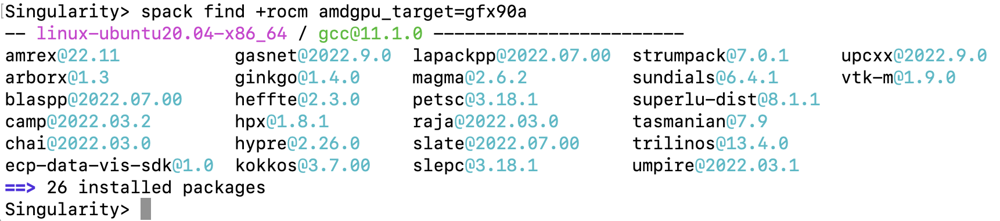 Singularity> spack find +rocm amdgpu_target=gfx90a
-- linux-ubuntu20.04-x86_64 / gcc@11.1.0 ------------------------
amrex@22.11 gasnet@2022.9.0 lapackpp@2022.07.00 strumpack@7.0.1 upcxx@2022.9.0
arborx@1.3 ginkgo@1.4.0 magma@2.6.2 sundials@6.4.1 vtk-m@1.9.0
blaspp@2022.07.00 heffte@2.3.0 petsc@3.18.1 superlu-dist@8.1.1
camp@2022.03.2 hpx@1.8.1 raja@2022.03.0 tasmanian@7.9
chai@2022.03.0 hypre@2.26.0 slate@2022.07.00 trilinos@13.4.0
ecp-data-vis-sdk@1.0 kokkos@3.7.00 slepc@3.18.1 umpire@2022.03.1
==> 26 installed packages
Singularity>